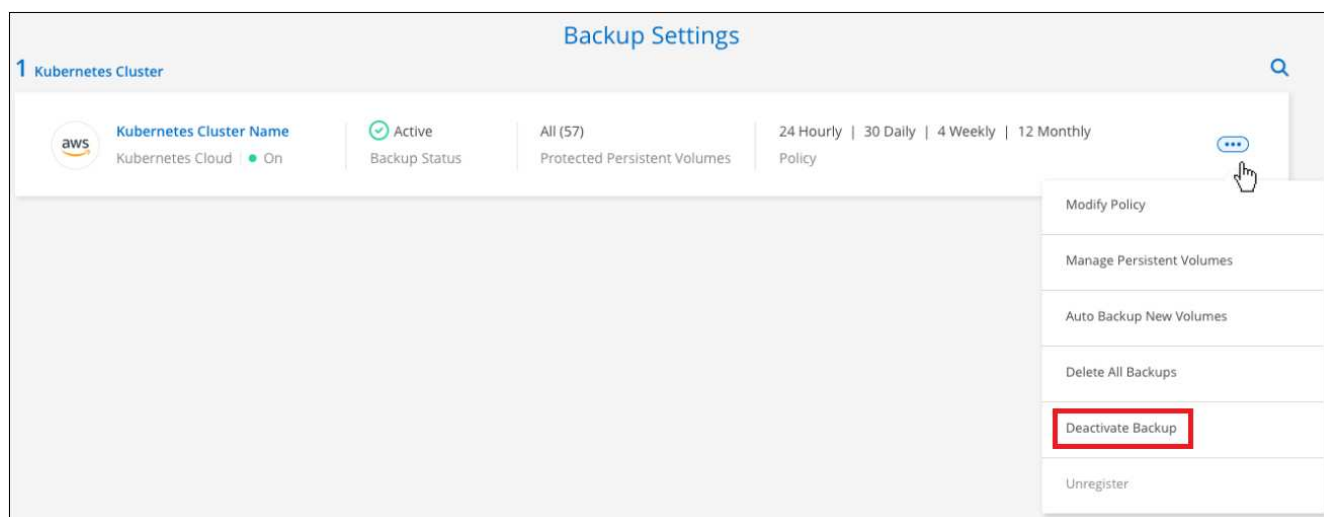 Backup Settings
1 Kubernetes Cluster
aws
Kubernetes Cluster Name
Kubernetes Cloud On
Active
Backup Status
All (57)
Protected Persistent Volumes
24 Hourly | 30 Daily | 4 Weekly | 12 Monthly
Policy
Modify Policy
Manage Persistent Volumes
Auto Backup New Volumes
Delete All Backups
Deactivate Backup
Unregister